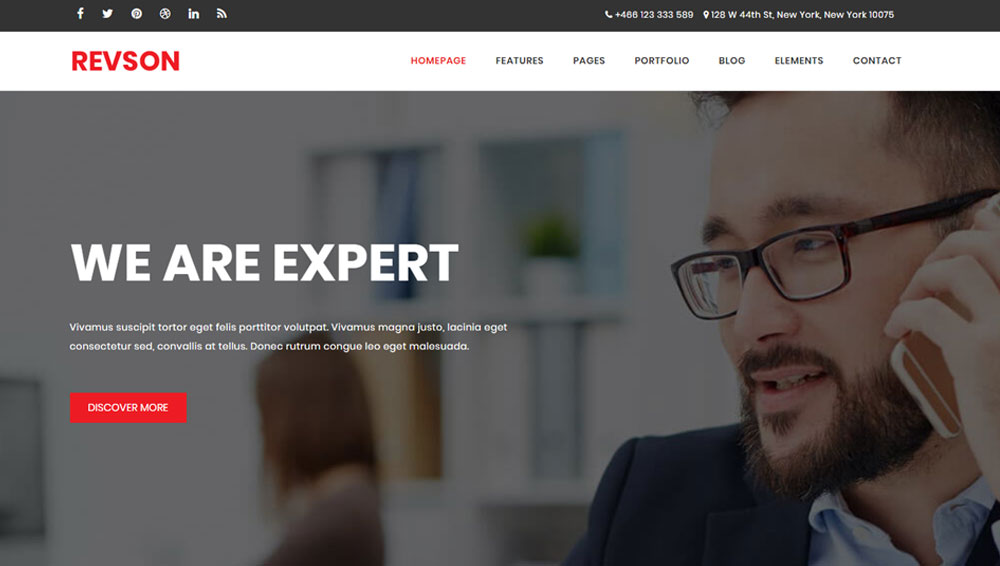 +466 123 333 589 128 W 44th St, New York, New York 10075
REVSON HOMEPAGE FEATURES PAGES PORTFOLIO BLOG ELEMENTS CONTACT
WE ARE EXPERT
Vivamus suscipit tortor eget felis porttitor volutpat. Vivamus magna justo, lacinia eget
consectetur sed, convallis at tellus. Donec rutrum congue leo eget malesuada.
DISCOVER MORE